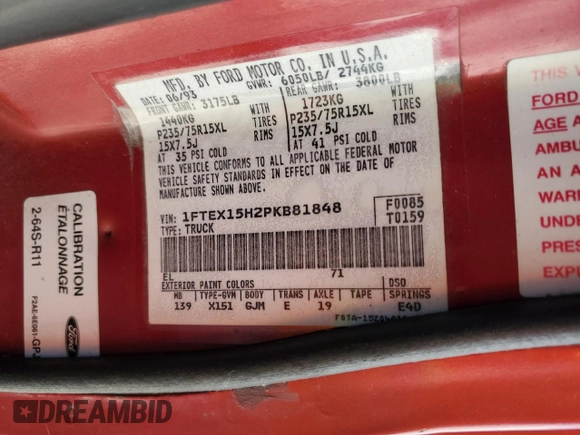 MFD. BY FORD MOTOR CO. IN U.S.A.
DATE: 06/93 GVWR: 6050LB/ 2744KG
FRONT GAWR: 3175LB REAR GAWR: 3800LB
1440KG WITH 1723KG WITH
P235/75R15XL TIRES P235/75R15XL TIRES
15X7.5J RIMS 15X7.5J RIMS
AT 35 PSI COLD AT 41 PSI COLD
THIS VEHICLE CONFORMS TO ALL APPLICABLE FEDERAL MOTOR
VEHICLE SAFETY STANDARDS IN EFFECT ON THE DATE OF
MANUFACTURE SHOWN ABOVE.
VIN: 1FTEX15H2PKB81848 F0085
TYPE: TRUCK T0159
EL 71
EXTERIOR PAINT COLORS DSO
WB TYPE-GVW BODY TRANS AXLE TAPE SPRINGS
139 X151 GJM E 19 E4D
CALIBRATION
ÉTALONNAGE
2-64S-R11
Ford
THIS V
FORD
AGE A
AMBU
AN A
VEHI
PRES
EXPL
DREAMBID